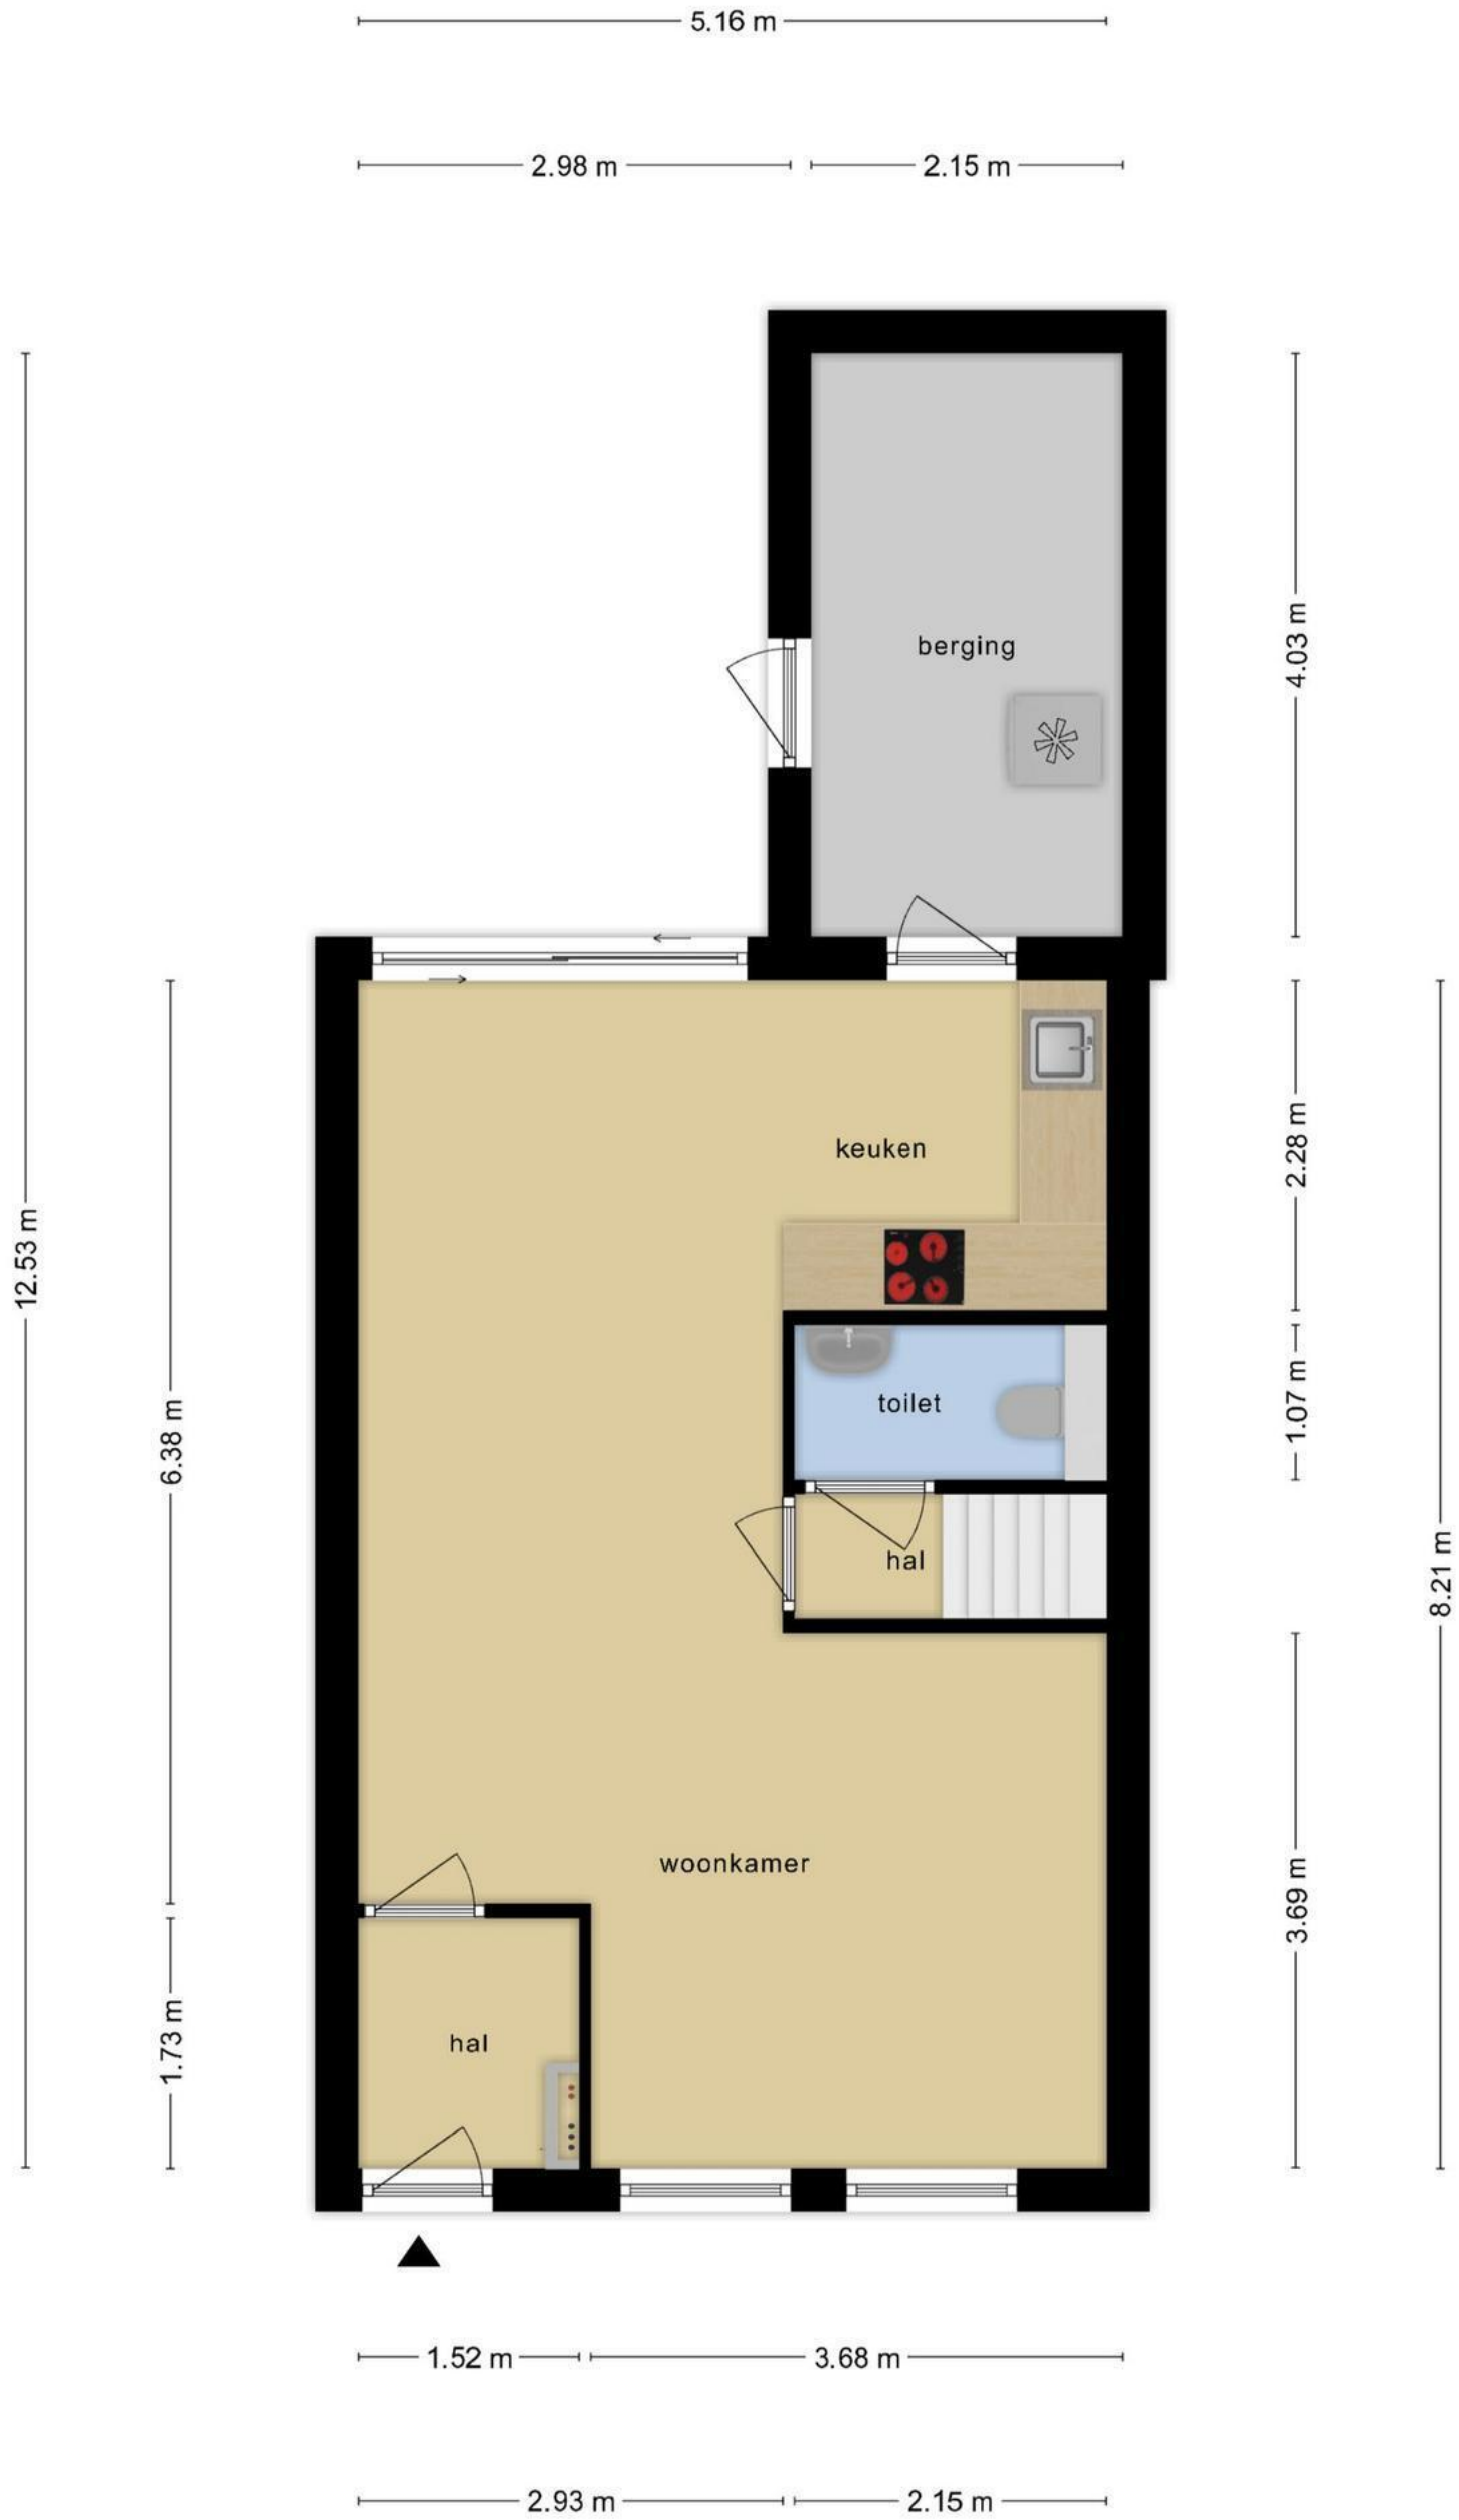 5.16 m
2.98 m
2.15 m
berging
4.03 m
keuken
2.28 m
12.53 m
toilet
1.07 m
6.38 m
hal
8.21 m
woonkamer
3.69 m
hal
1.73 m
1.52 m
3.68 m
2.93 m
2.15 m